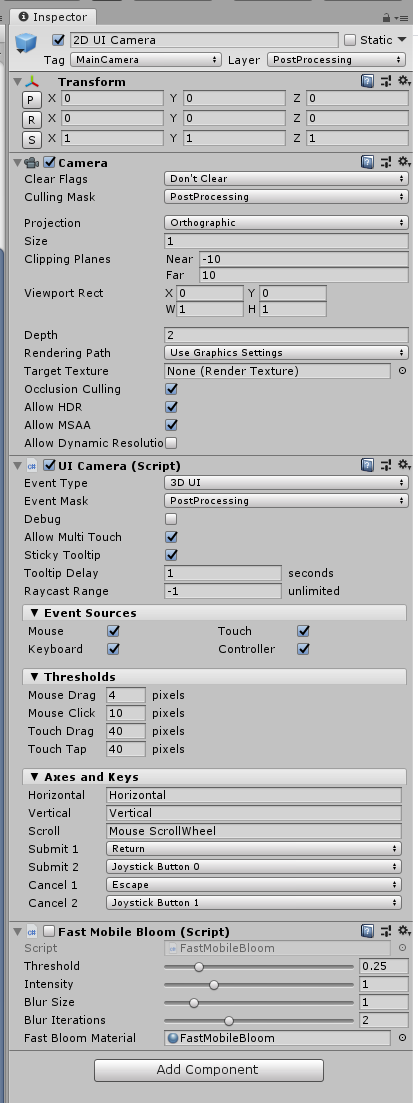 Inspector
2D UI Camera Static
Tag MainCamera Layer PostProcessing
Transform
P X 0 Y 0 Z 0
R X 0 Y 0 Z 0
S X 1 Y 1 Z 1
Camera
Clear Flags Don't Clear
Culling Mask PostProcessing
Projection Orthographic
Size 1
Clipping Planes Near -10
Far 10
Viewport Rect X 0 Y 0
W 1 H 1
Depth 2
Rendering Path Use Graphics Settings
Target Texture None (Render Texture)
Occlusion Culling
Allow HDR
Allow MSAA
Allow Dynamic Resolutio
C# UI Camera (Script)
Event Type 3D UI
Event Mask PostProcessing
Debug
Allow Multi Touch
Sticky Tooltip
Tooltip Delay 1 seconds
Raycast Range -1 unlimited
▼ Event Sources
Mouse Touch
Keyboard Controller
▼ Thresholds
Mouse Drag 4 pixels
Mouse Click 10 pixels
Touch Drag 40 pixels
Touch Tap 40 pixels
▼ Axes and Keys
Horizontal Horizontal
Vertical Vertical
Scroll Mouse ScrollWheel
Submit 1 Return
Submit 2 Joystick Button 0
Cancel 1 Escape
Cancel 2 Joystick Button 1
C# Fast Mobile Bloom (Script)
Script FastMobileBloom
Threshold 0.25
Intensity 1
Blur Size 1
Blur Iterations 2
Fast Bloom Material FastMobileBloom
Add Component